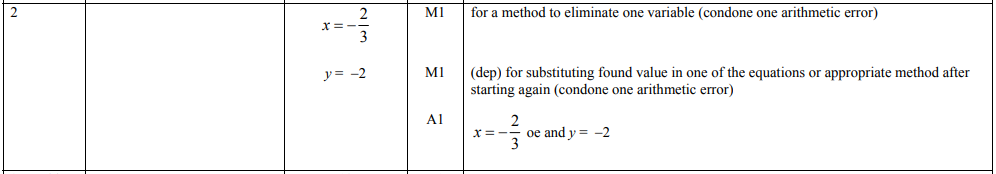 2 x = −2/3 M1 for a method to eliminate one variable (condone one arithmetic error)
y = −2 M1 (dep) for substituting found value in one of the equations or appropriate method after
starting again (condone one arithmetic error)
A1 x = −2/3 oe and y = −2